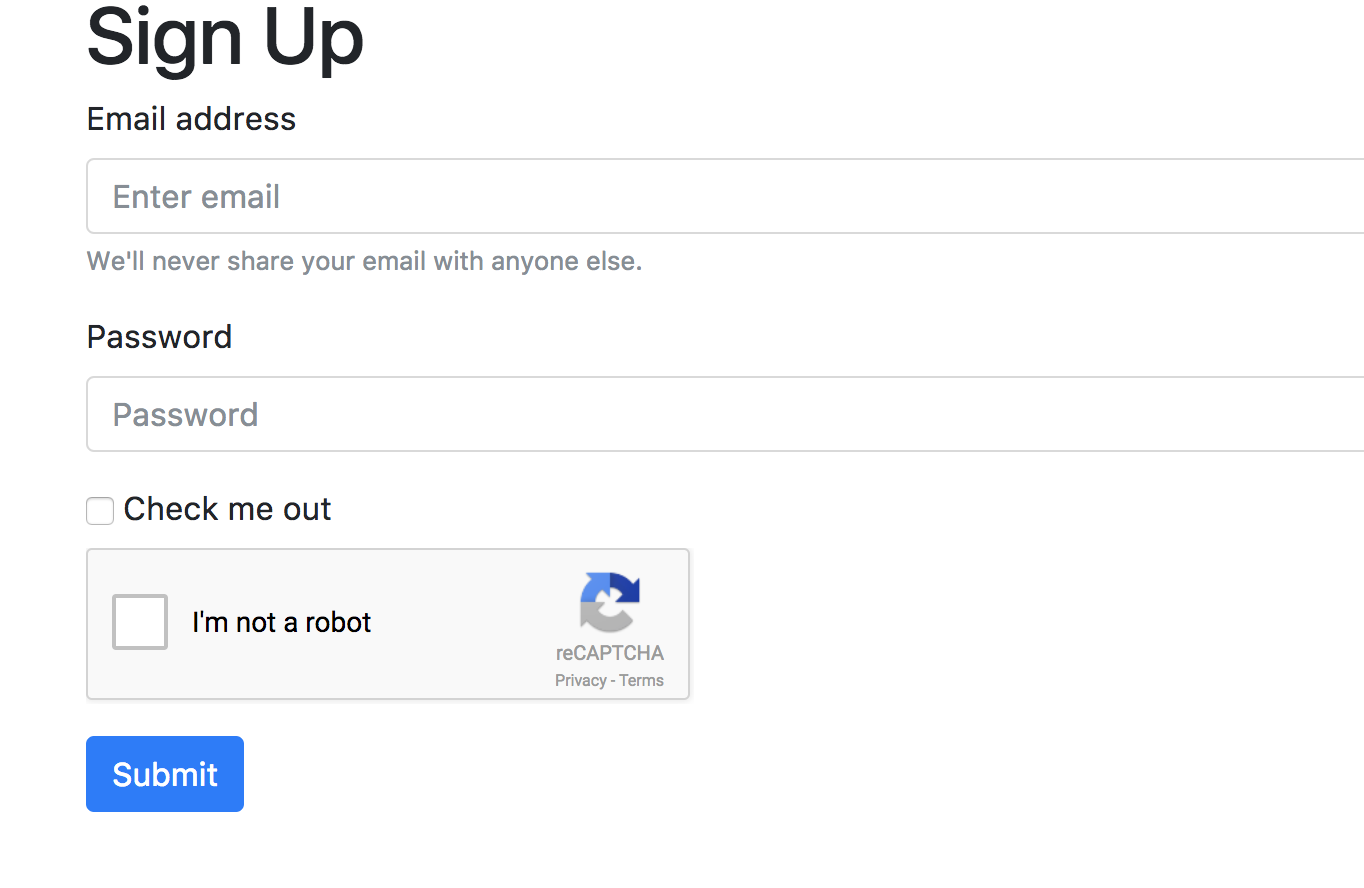 Sign Up
Email address
Enter email
We'll never share your email with anyone else.
Password
Password
Check me out
I'm not a robot
reCAPTCHA
Privacy - Terms
Submit